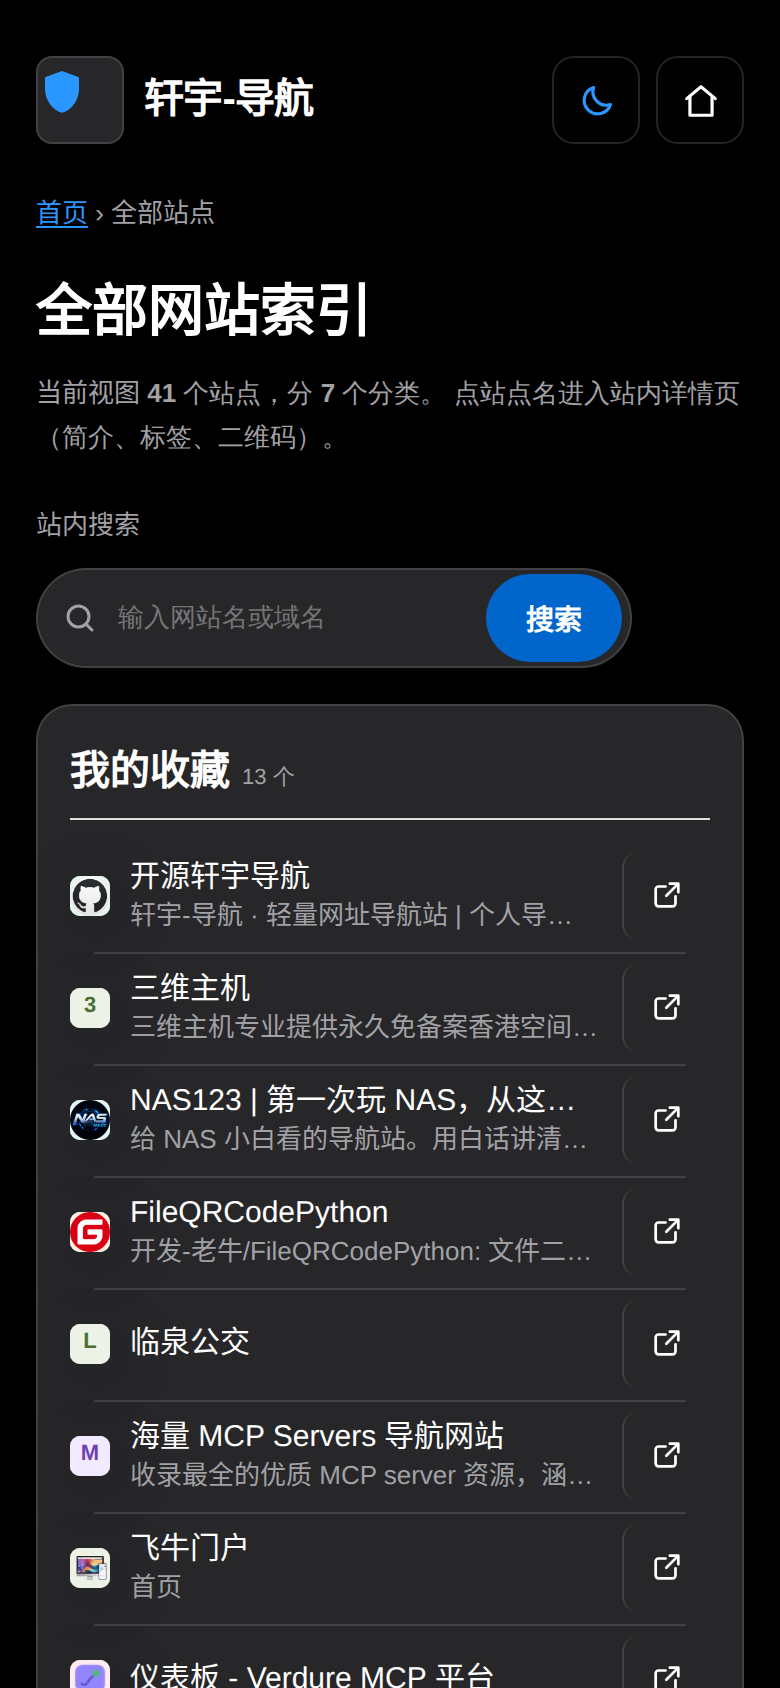 轩宇-导航
首页 › 全部站点
全部网站索引
当前视图 41 个站点，分 7 个分类。 点站点名进入站内详情页
（简介、标签、二维码）。
站内搜索
输入网站名或域名
搜索
我的收藏 13 个
开源轩宇导航
轩宇-导航 · 轻量网址导航站 | 个人导…
3
三维主机
三维主机专业提供永久免备案香港空间…
NAS
NAS123 | 第一次玩 NAS，从这…
给 NAS 小白看的导航站。用白话讲清…
G
FileQRCodePython
开发-老牛/FileQRCodePython: 文件二…
L
临泉公交
M
海量 MCP Servers 导航网站
收录最全的优质 MCP server 资源，涵…
飞牛门户
首页
仪表板 - Verdure MCP 平台